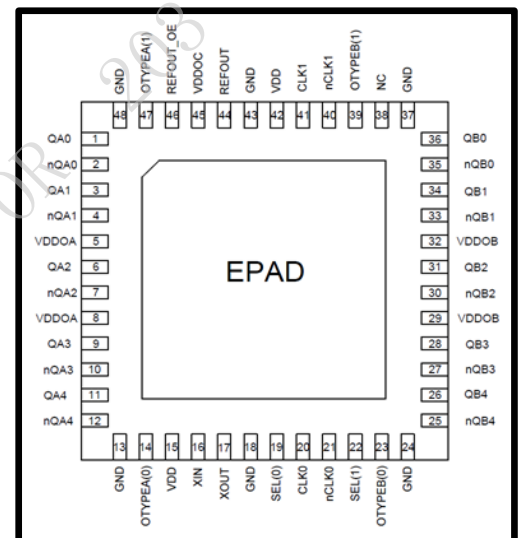 GND OTYPEA(1) REFOUT_OE VDDOC REFOUT GND VDD CLK1 nCLK1 OTYPEB(1) NC GND
48 47 46 45 44 43 42 41 40 39 38 37
QA0 1 36 QB0
nQA0 2 35 nQB0
QA1 3 34 QB1
nQA1 4 33 nQB1
VDDOA 5 32 VDDOB
QA2 6 31 QB2
EPAD
nQA2 7 30 nQB2
VDDOA 8 29 VDDOB
QA3 9 28 QB3
nQA3 10 27 nQB3
QA4 11 26 QB4
nQA4 12 25 nQB4
13 14 15 16 17 18 19 20 21 22 23 24
GND OTYPEA(0) VDD XIN XOUT GND SEL(0) CLK0 nCLK0 SEL(1) OTYPEB(0) GND
OR 203